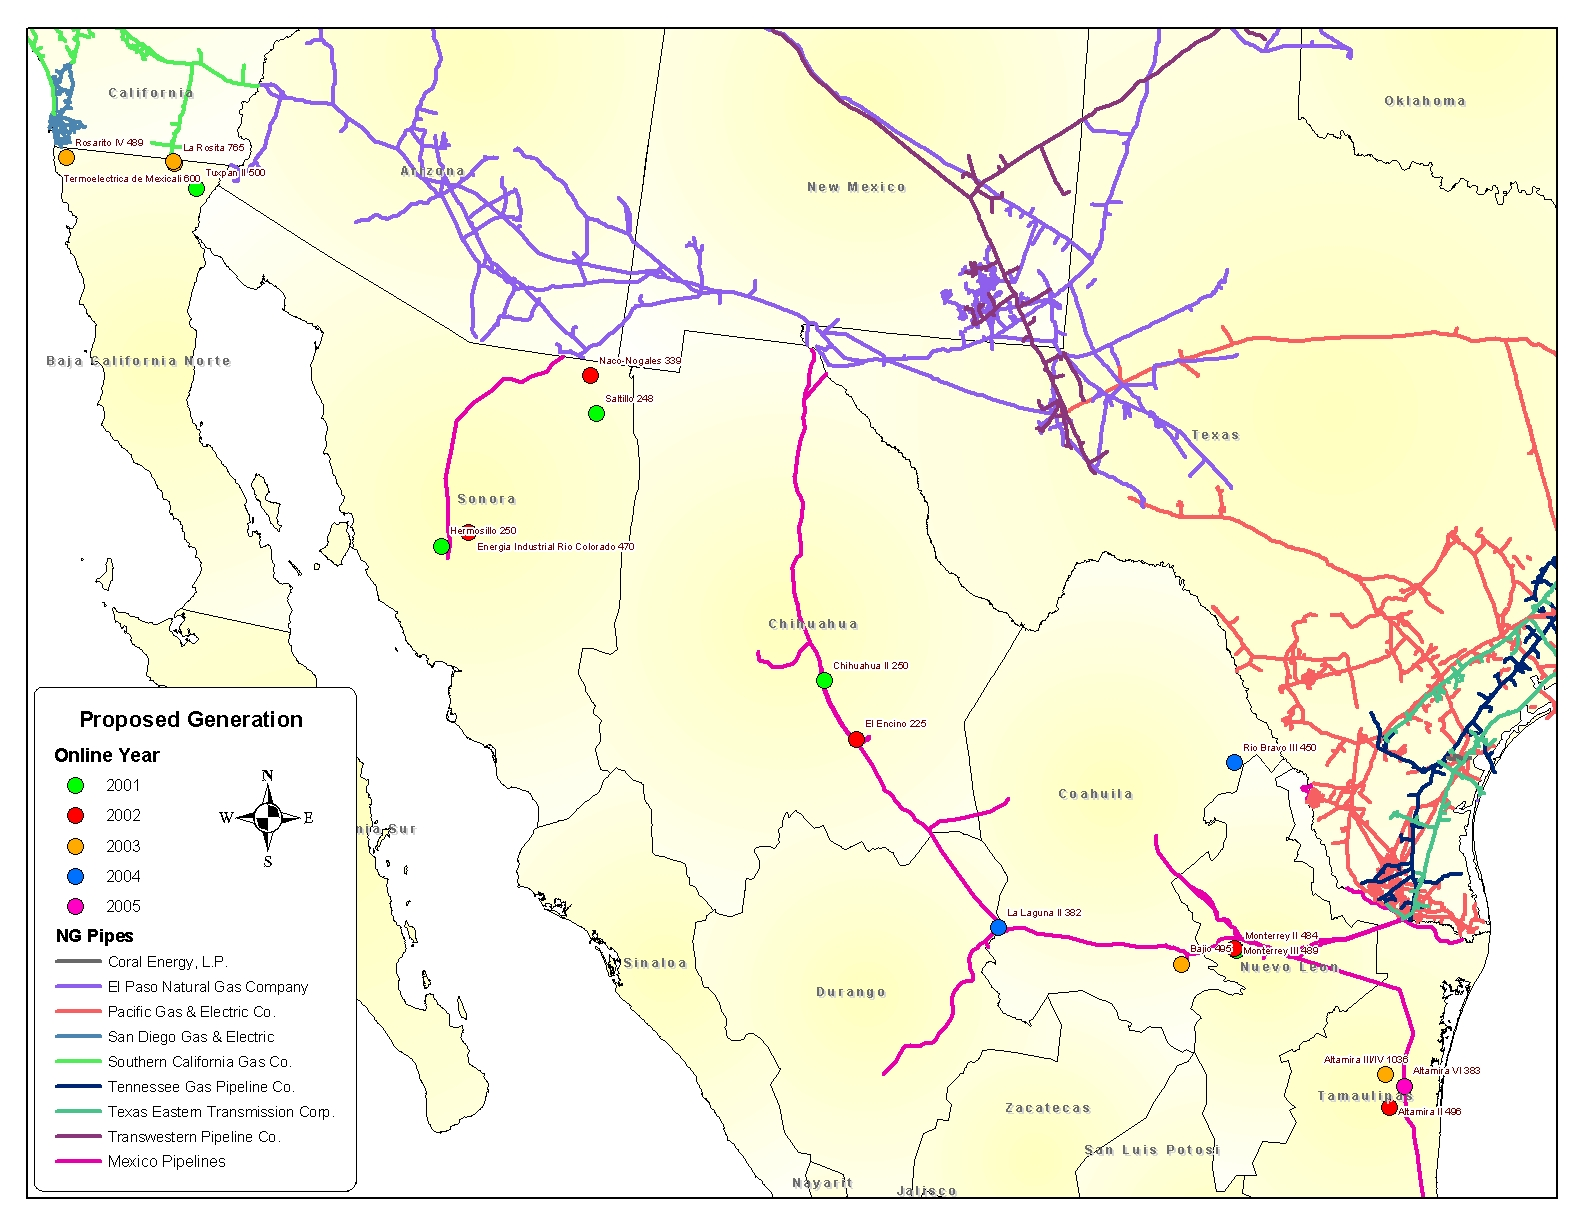 California
Oklahoma
Rosarito IV 489
La Rosita 765
Termoelectrica de Mexicali 600
Tuxpan II 500
Arizona
New Mexico
Baja California Norte
Naco-Nogales 339
Saltillo 248
Texas
Sonora
Hermosillo 250
Energia Industrial Rio Colorado 470
Chihuahua
Chihuahua II 250
El Encino 225
Rio Bravo III 450
Coahuila
nia Sur
La Laguna II 382
Monterrey II 484
Bajio 495
Monterrey III 489
Nuevo Leon
Sinaloa
Durango
Altamira III/IV 1036
Altamira VI 383
Tamaulipas
Altamira II 496
Zacatecas
San Luis Potosi
Nayarit
Jalisco
Proposed Generation
Online Year
2001
2002
2003
2004
2005
N
W
E
S
NG Pipes
Coral Energy, L.P.
El Paso Natural Gas Company
Pacific Gas & Electric Co.
San Diego Gas & Electric
Southern California Gas Co.
Tennessee Gas Pipeline Co.
Texas Eastern Transmission Corp.
Transwestern Pipeline Co.
Mexico Pipelines